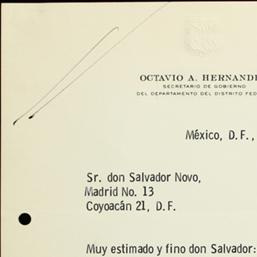 OCTAVIO A. HERNANDE
SECRETARIO DE GOBIERNO
DEL DEPARTAMENTO DEL DISTRITO FED
México, D. F.,
Sr. don Salvador Novo,
Madrid No. 13
Coyoacán 21, D. F.
Muy estimado y fino don Salvador: